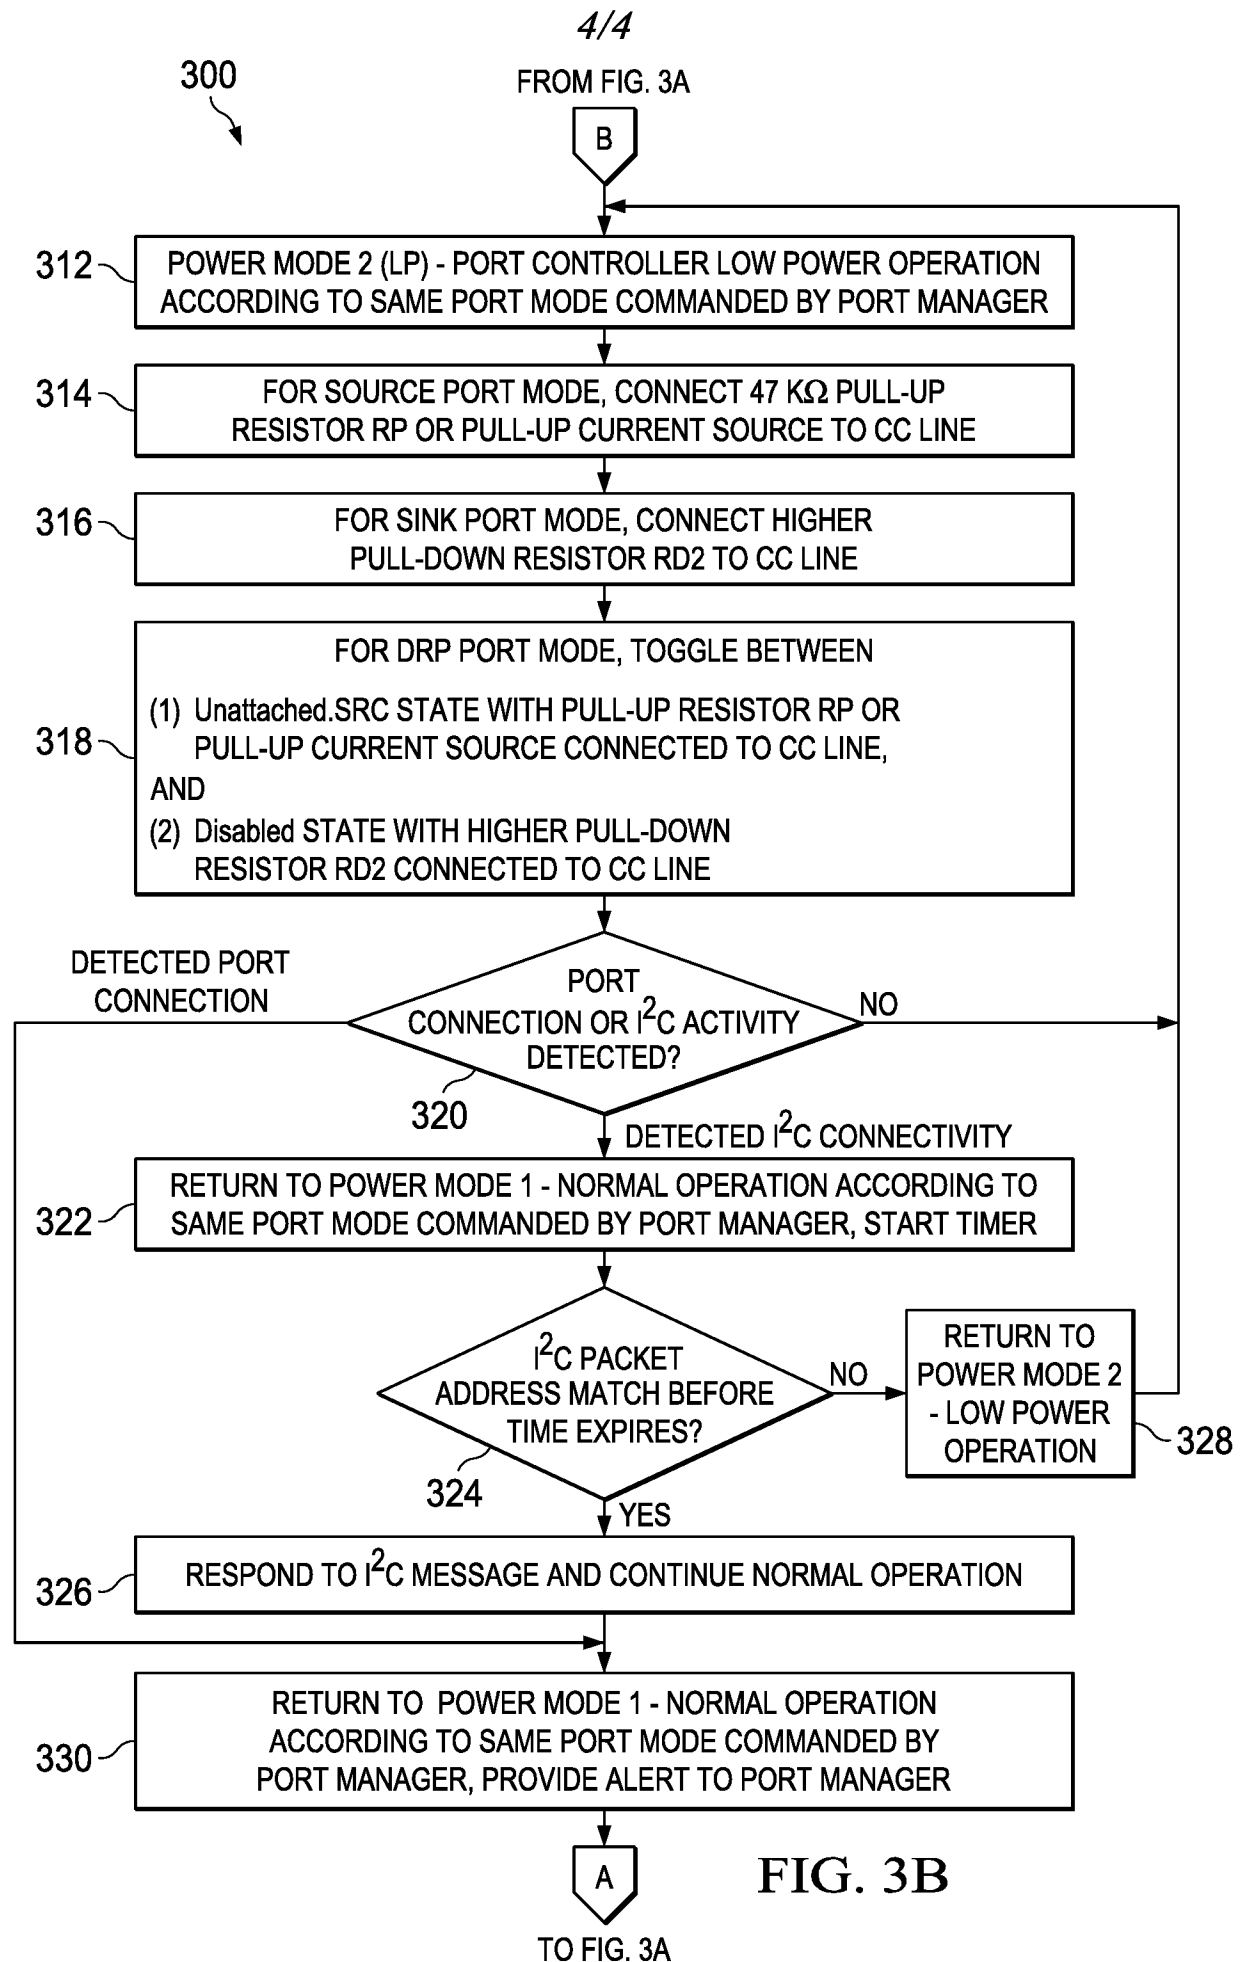 4/4
300
FROM FIG. 3A
B
312
POWER MODE 2 (LP) - PORT CONTROLLER LOW POWER OPERATION
ACCORDING TO SAME PORT MODE COMMANDED BY PORT MANAGER
314
FOR SOURCE PORT MODE, CONNECT 47 KΩ PULL-UP
RESISTOR RP OR PULL-UP CURRENT SOURCE TO CC LINE
316
FOR SINK PORT MODE, CONNECT HIGHER
PULL-DOWN RESISTOR RD2 TO CC LINE
318
FOR DRP PORT MODE, TOGGLE BETWEEN
(1) Unattached.SRC STATE WITH PULL-UP RESISTOR RP OR
PULL-UP CURRENT SOURCE CONNECTED TO CC LINE,
AND
(2) Disabled STATE WITH HIGHER PULL-DOWN
RESISTOR RD2 CONNECTED TO CC LINE
DETECTED PORT
CONNECTION
PORT
CONNECTION OR I²C ACTIVITY
DETECTED?
NO
320
DETECTED I²C CONNECTIVITY
322
RETURN TO POWER MODE 1 - NORMAL OPERATION ACCORDING TO
SAME PORT MODE COMMANDED BY PORT MANAGER, START TIMER
I²C PACKET
ADDRESS MATCH BEFORE
TIME EXPIRES?
NO
324
RETURN TO
POWER MODE 2
- LOW POWER
OPERATION
328
YES
326
RESPOND TO I²C MESSAGE AND CONTINUE NORMAL OPERATION
330
RETURN TO POWER MODE 1 - NORMAL OPERATION
ACCORDING TO SAME PORT MODE COMMANDED BY
PORT MANAGER, PROVIDE ALERT TO PORT MANAGER
A
FIG. 3B
TO FIG. 3A